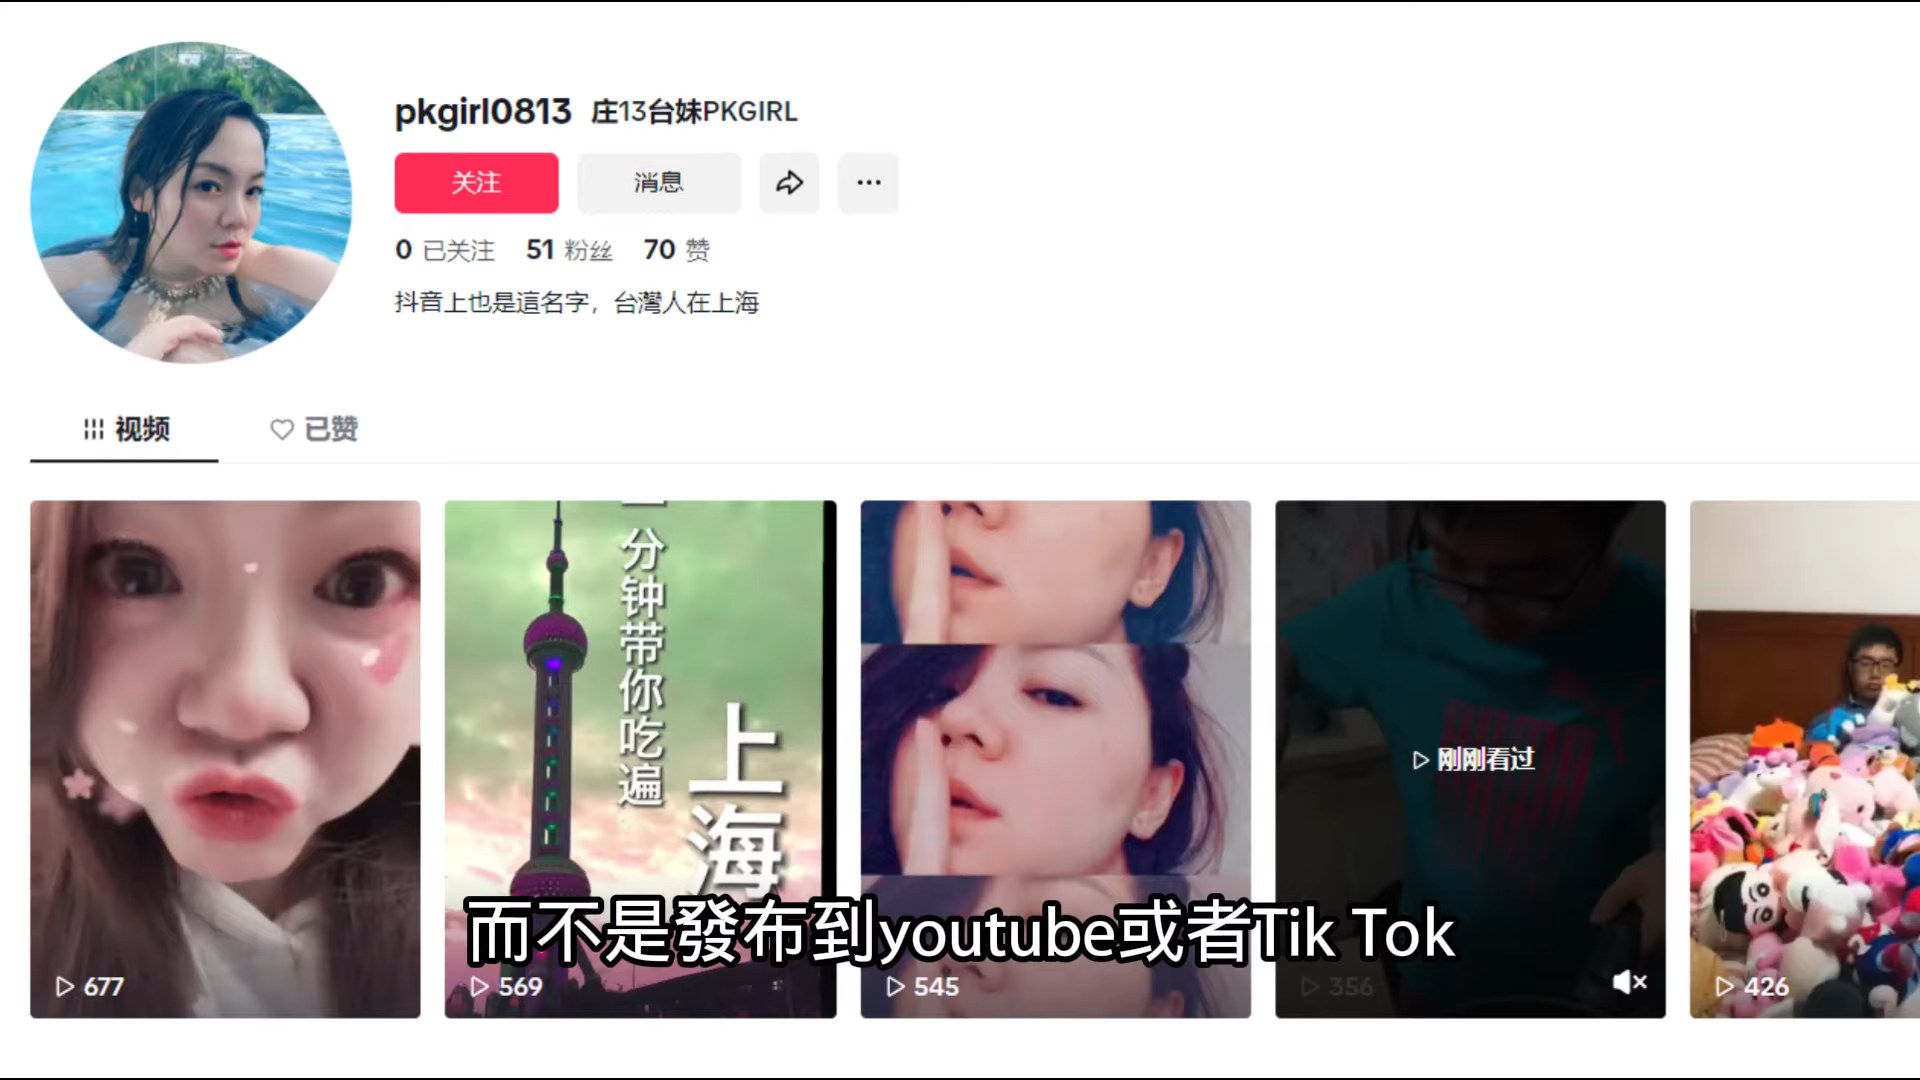 pkgirl0813 庄13台妹PKGIRL
关注 消息
0 已关注 51 粉丝 70 赞
抖音上也是這名字，台灣人在上海
视频 已赞
分钟带你吃遍
上海
刚刚看过
而不是發布到youtube或者Tik Tok
677 569 545 356 426